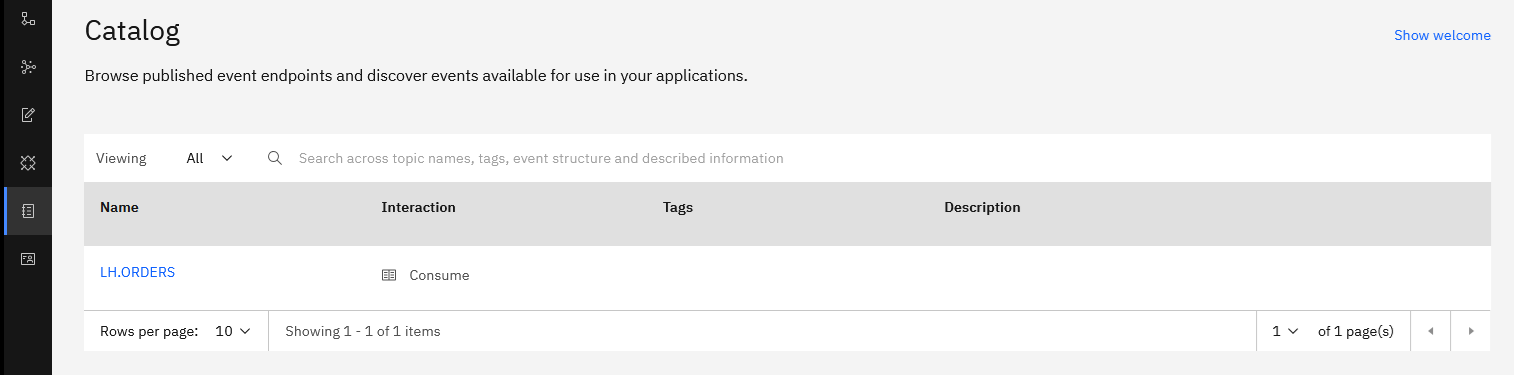 Catalog
Show welcome
Browse published event endpoints and discover events available for use in your applications.
Viewing All Search across topic names, tags, event structure and described information
Name Interaction Tags Description
LH.ORDERS Consume
Rows per page: 10 Showing 1 - 1 of 1 items 1 of 1 page(s)